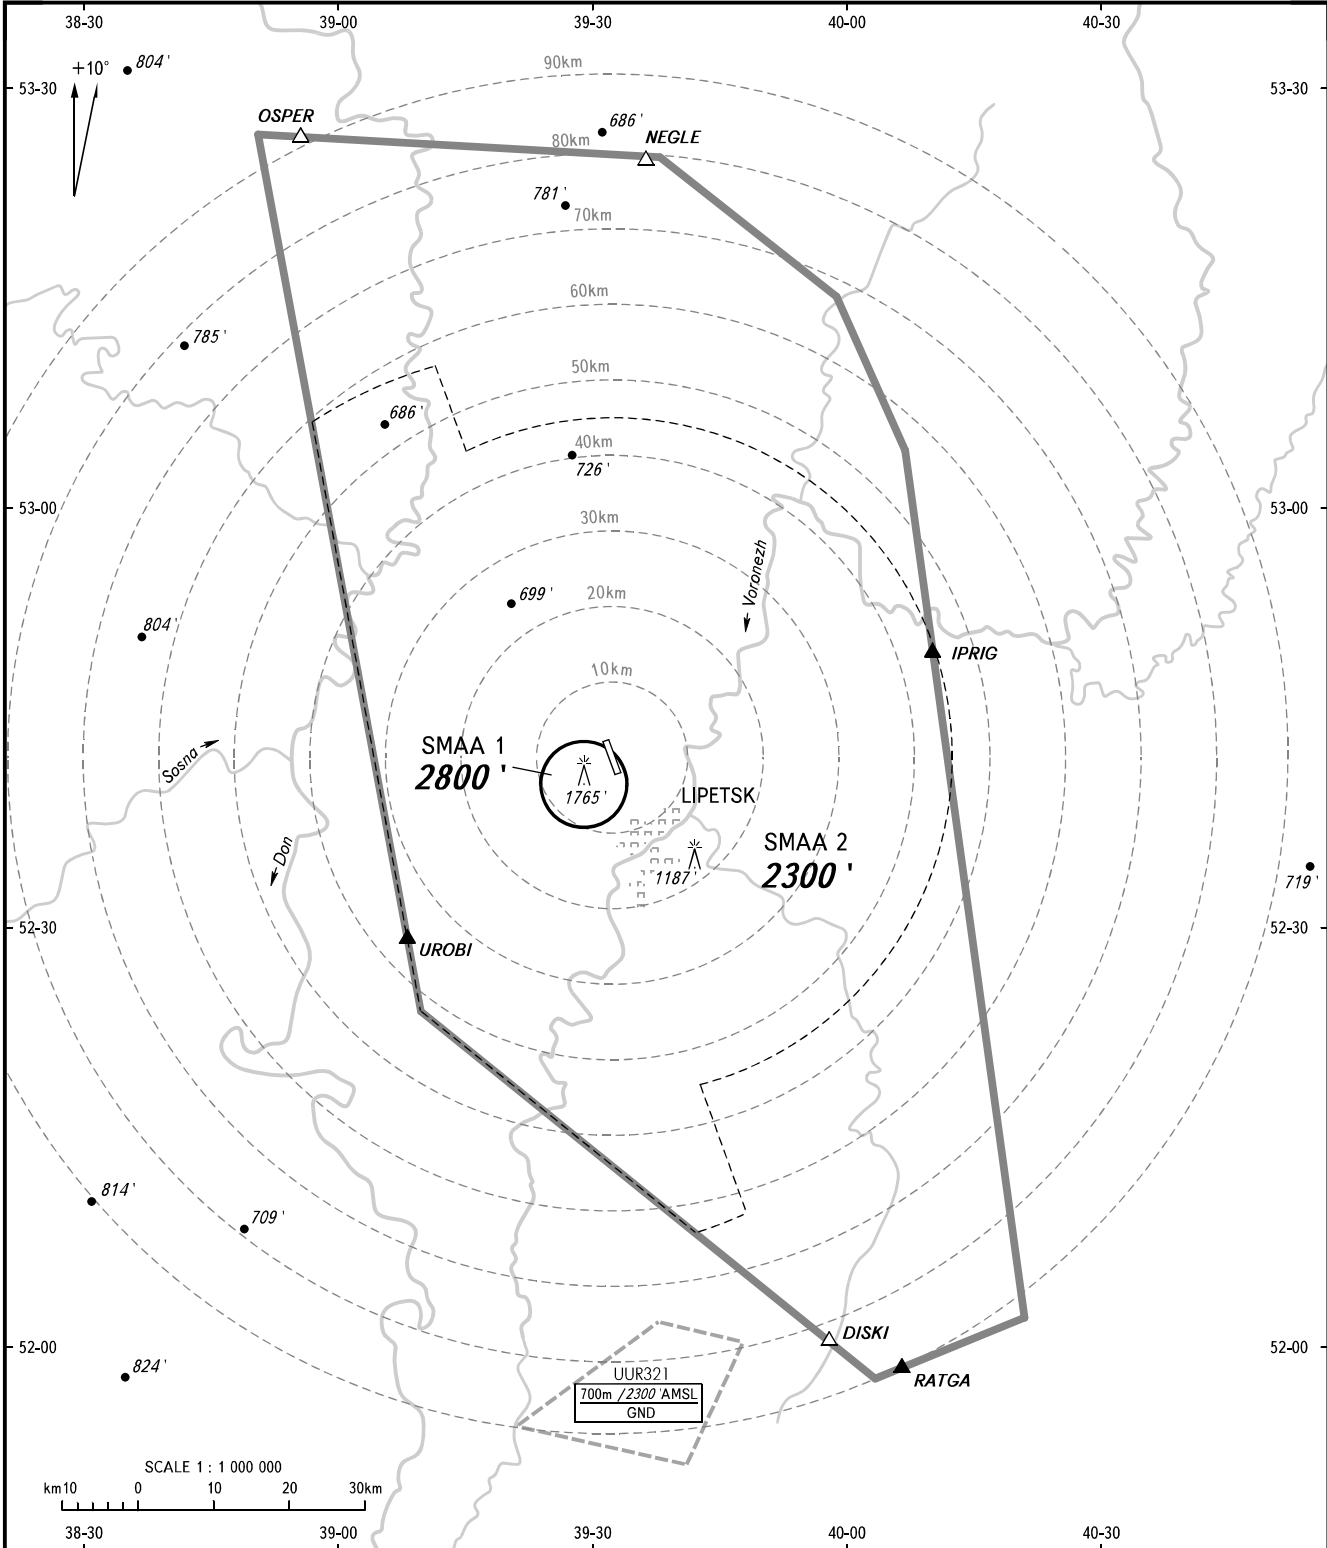 38-30
39-00
39-30
40-00
40-30
804'
90km
+10°
53-30
53-30
OSPER
686'
80km
NEGLE
781'
70km
60km
785'
50km
686'
40km
726'
53-00
53-00
30km
Voronezh
20km
699'
804'
IPRIG
10km
SMAA 1
2800 '
Sosna
1765'
LIPETSK
SMAA 2
2300 '
Don
1187'
719'
52-30
52-30
UROBI
814'
709'
DISKI
52-00
52-00
824'
UUR321
700m / 2300'AMSL
GND
RATGA
SCALE 1 : 1 000 000
km10 0 10 20 30km
38-30
39-00
39-30
40-00
40-30